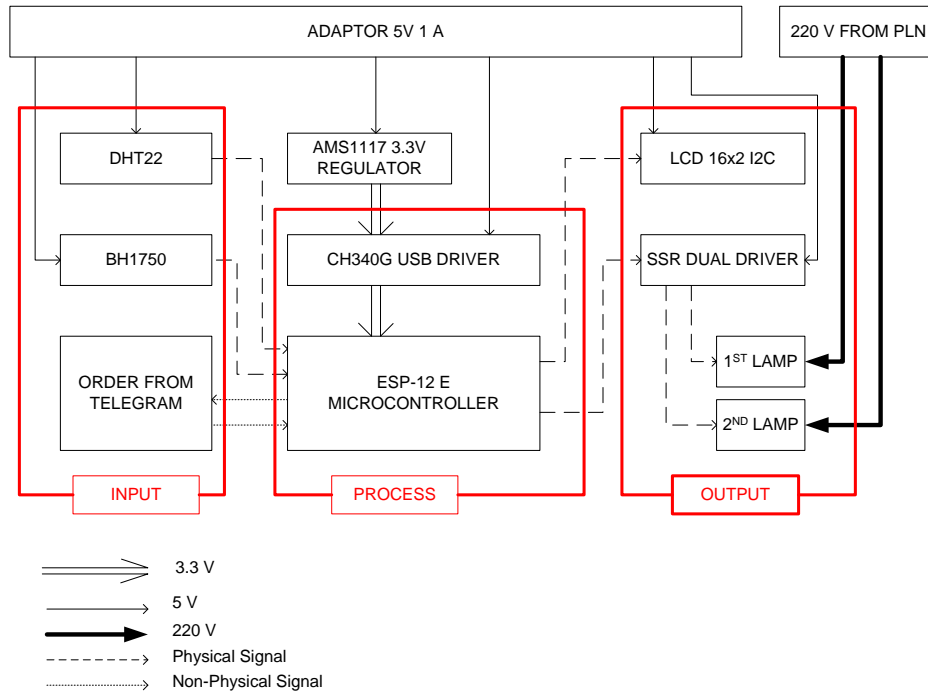 ADAPTOR 5V 1 A
220 V FROM PLN
DHT22
AMS1117 3.3V
REGULATOR
LCD 16x2 I2C
BH1750
CH340G USB DRIVER
SSR DUAL DRIVER
ORDER FROM
TELEGRAM
ESP-12 E
MICROCONTROLLER
1ST LAMP
2ND LAMP
INPUT
PROCESS
OUTPUT
3.3 V
5 V
220 V
Physical Signal
Non-Physical Signal